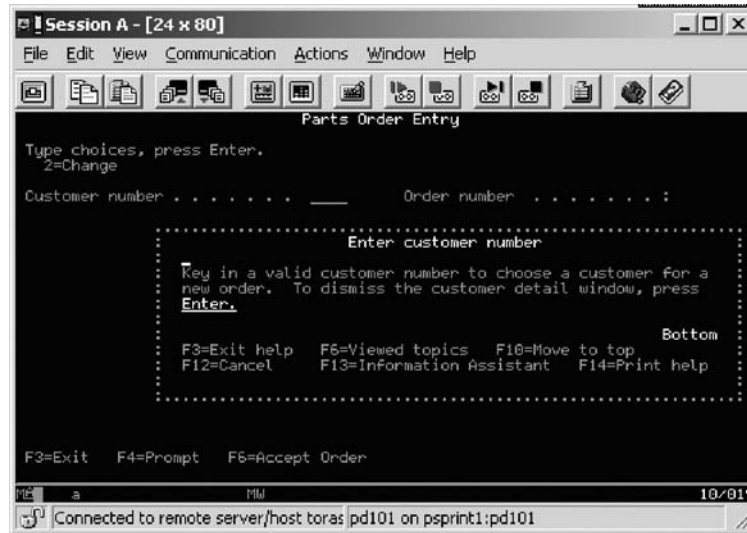 Session A - [24 x 80]
File Edit View Communication Actions Window Help
Parts Order Entry
Type choices, press Enter.
2=Change
Customer number . . . . . . . ____ Order number . . . . . . . :
Enter customer number
Key in a valid customer number to choose a customer for a
new order. To dismiss the customer detail window, press
Enter.
Bottom
F3=Exit help F6=Viewed topics F10=Move to top
F12=Cancel F13=Information Assistant F14=Print help
F3=Exit F4=Prompt F6=Accept Order
a MW 10/019
Connected to remote server/host toras pd101 on psprint1:pd101